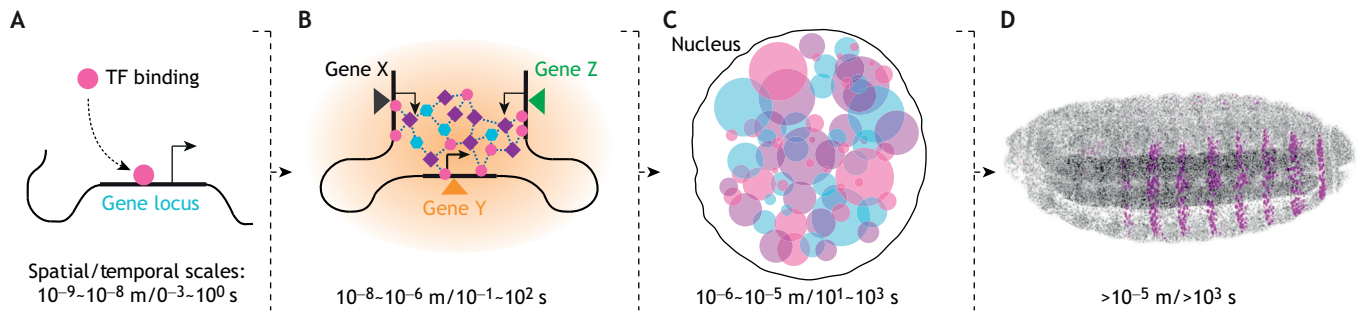 A
TF binding
Gene locus
Spatial/temporal scales:
10⁻⁹~10⁻⁸ m/0⁻³~10⁰ s
B
Gene X
Gene Z
Gene Y
10⁻⁸~10⁻⁶ m/10⁻¹~10² s
C
Nucleus
10⁻⁶~10⁻⁵ m/10¹~10³ s
D
>10⁻⁵ m/>10³ s